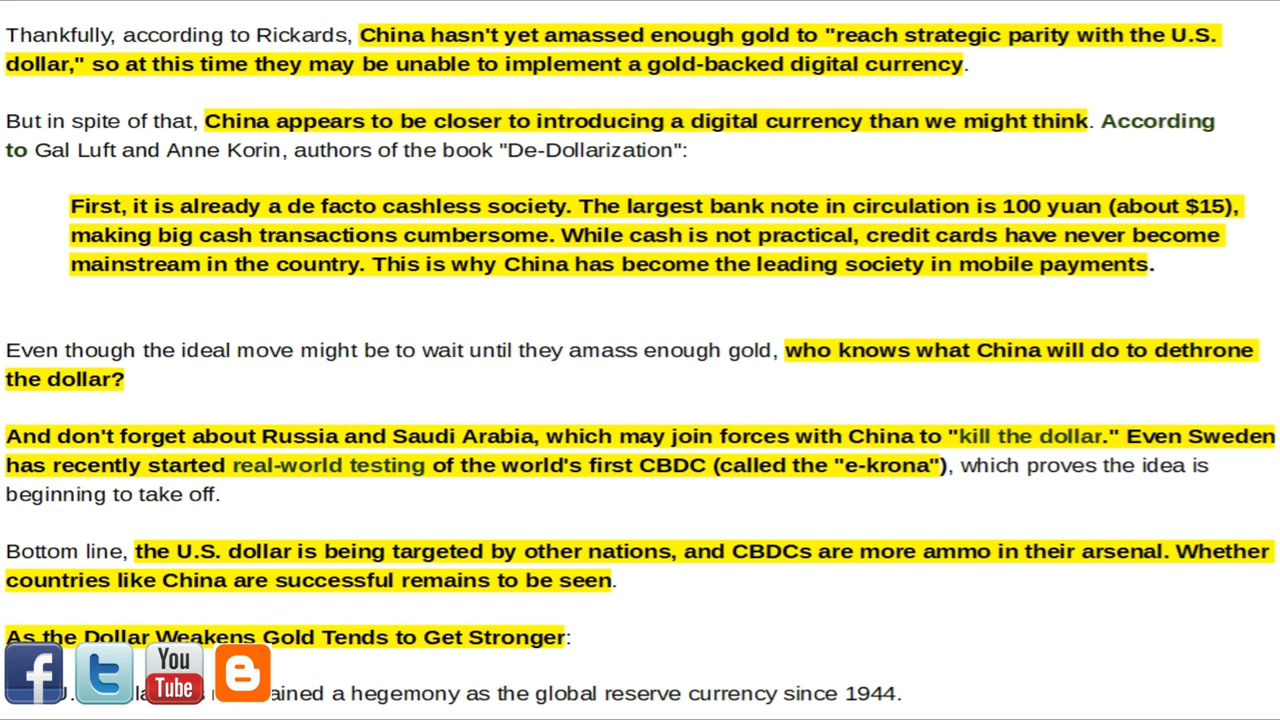 Thankfully, according to Rickards, China hasn't yet amassed enough gold to "reach strategic parity with the U.S.
dollar," so at this time they may be unable to implement a gold-backed digital currency.
But in spite of that, China appears to be closer to introducing a digital currency than we might think. According
to Gal Luft and Anne Korin, authors of the book "De-Dollarization":
First, it is already a de facto cashless society. The largest bank note in circulation is 100 yuan (about $15),
making big cash transactions cumbersome. While cash is not practical, credit cards have never become
mainstream in the country. This is why China has become the leading society in mobile payments.
Even though the ideal move might be to wait until they amass enough gold, who knows what China will do to dethrone
the dollar?
And don't forget about Russia and Saudi Arabia, which may join forces with China to "kill the dollar." Even Sweden
has recently started real-world testing of the world's first CBDC (called the "e-krona"), which proves the idea is
beginning to take off.
Bottom line, the U.S. dollar is being targeted by other nations, and CBDCs are more ammo in their arsenal. Whether
countries like China are successful remains to be seen.
As the Dollar Weakens Gold Tends to Get Stronger:
a hegemony as the global reserve currency since 1944.
You
Tube